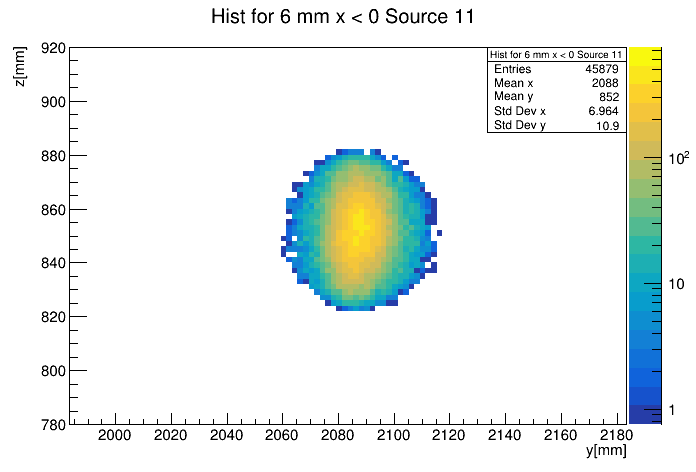 Hist for 6 mm x < 0 Source 11
z[mm]
920
900
880
860
840
820
800
780
2000
2020
2040
2060
2080
2100
2120
2140
2160
2180
y[mm]
Hist for 6 mm x < 0 Source 11
Entries 45879
Mean x 2088
Mean y 852
Std Dev x 6.964
Std Dev y 10.9
10²
10
1